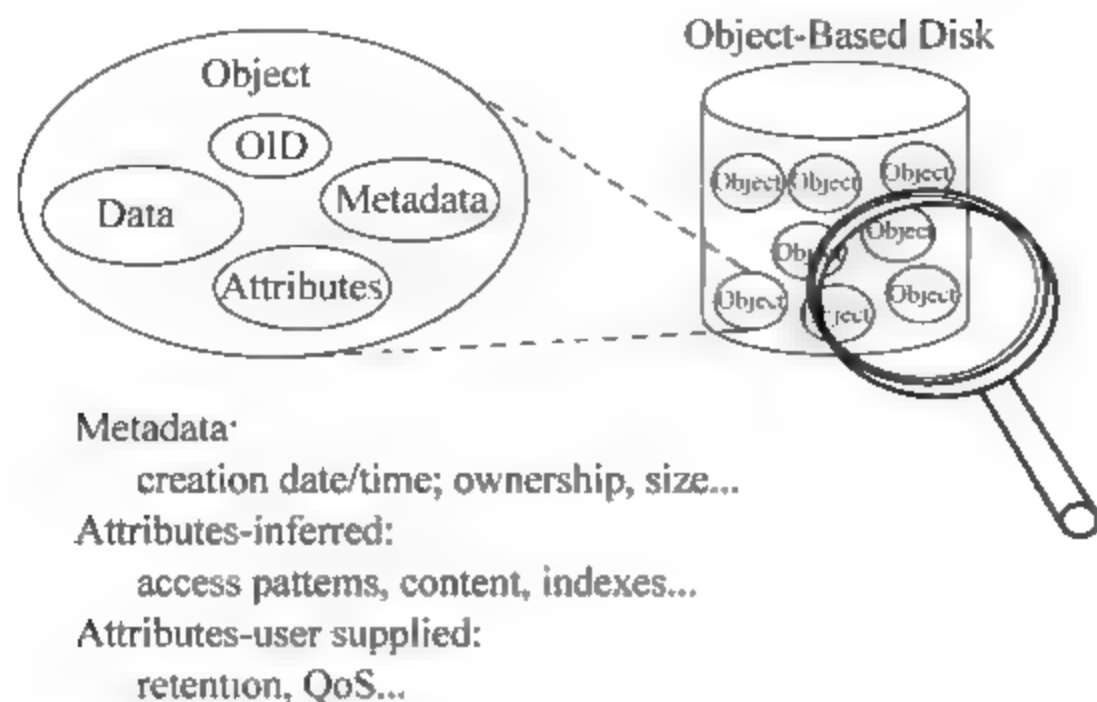 Object-Based Disk
Object
OID
Data
Metadata
Attributes
Object
Object
Object
Object
Object
Object
Object
Object
Metadata:
creation date/time; ownership, size...
Attributes-inferred:
access patterns, content, indexes...
Attributes-user supplied:
retention, QoS...